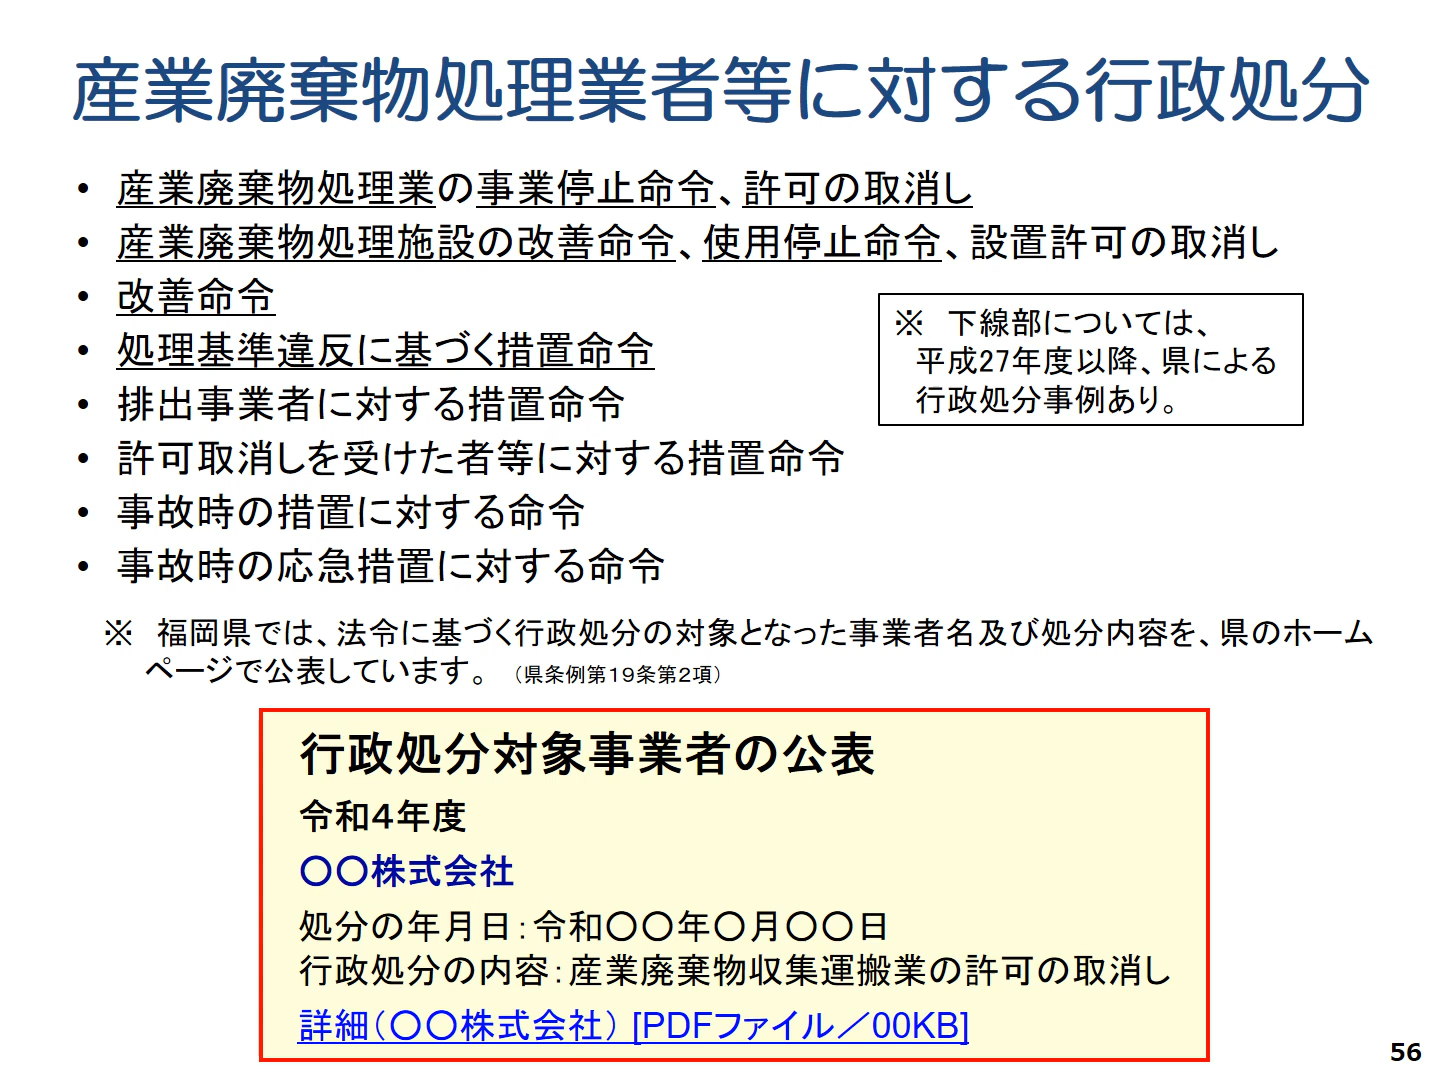 産業廃棄物処理業者等に対する行政処分
• 産業廃棄物処理業の事業停止命令、許可の取消し
• 産業廃棄物処理施設の改善命令、使用停止命令、設置許可の取消し
• 改善命令
• 処理基準違反に基づく措置命令
• 排出事業者に対する措置命令
• 許可取消しを受けた者等に対する措置命令
• 事故時の措置に対する命令
• 事故時の応急措置に対する命令
※　下線部については、
平成27年度以降、県による
行政処分事例あり。
※　福岡県では、法令に基づく行政処分の対象となった事業者名及び処分内容を、県のホーム
ページで公表しています。（県条例第１９条第２項）
行政処分対象事業者の公表
令和４年度
〇〇株式会社
処分の年月日：令和〇〇年〇月〇〇日
行政処分の内容：産業廃棄物収集運搬業の許可の取消し
詳細（〇〇株式会社） [PDFファイル／00KB]
56